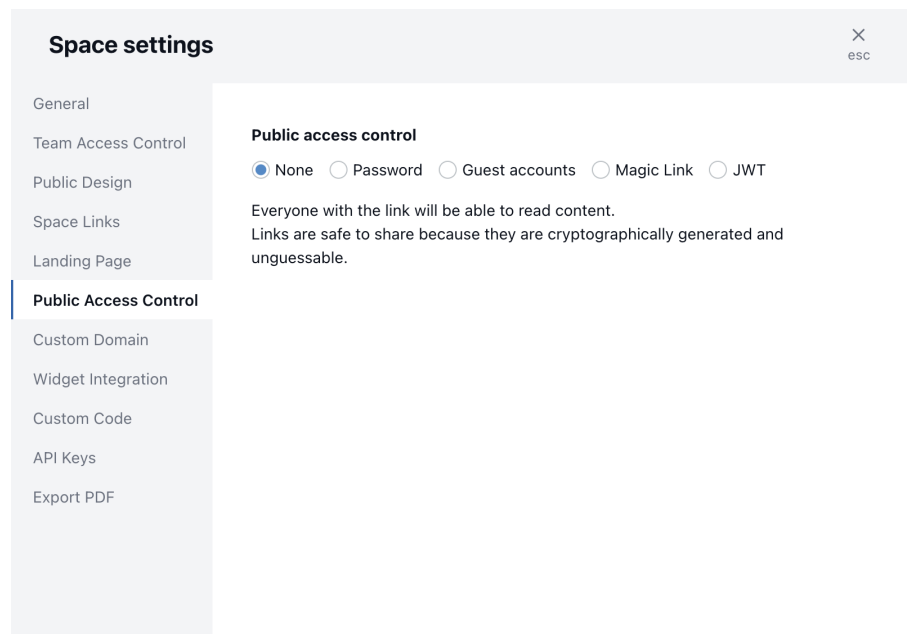 Space settings
esc
General
Team Access Control
Public Design
Space Links
Landing Page
Public Access Control
Custom Domain
Widget Integration
Custom Code
API Keys
Export PDF
Public access control
None Password Guest accounts Magic Link JWT
Everyone with the link will be able to read content.
Links are safe to share because they are cryptographically generated and
unguessable.